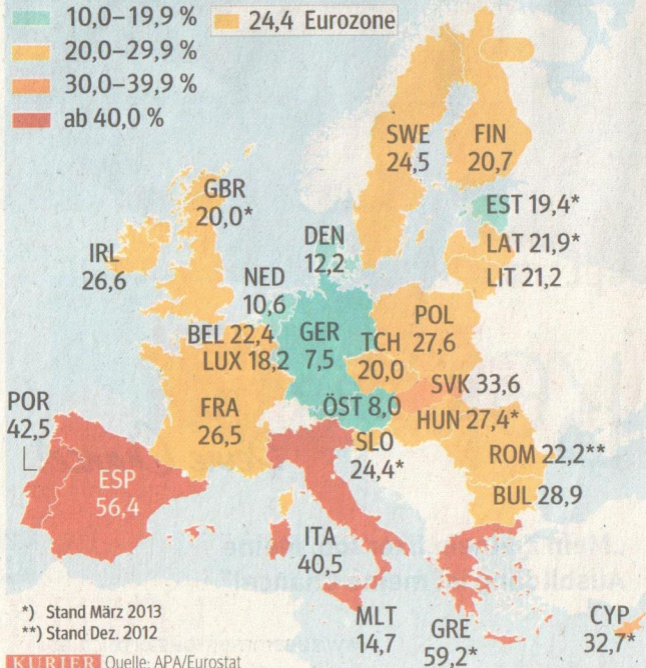 10,0–19,9 %
24,4 Eurozone
20,0–29,9 %
30,0–39,9 %
ab 40,0 %
SWE
24,5
FIN
20,7
GBR
20,0*
EST 19,4*
DEN
12,2
LAT 21,9*
IRL
26,6
LIT 21,2
NED
10,6
POL
27,6
BEL 22,4
GER
7,5
TCH
20,0
LUX 18,2
SVK 33,6
POR
42,5
FRA
26,5
ÖST 8,0
HUN 27,4*
SLO
24,4*
ROM 22,2**
ESP
56,4
BUL 28,9
ITA
40,5
*) Stand März 2013
**) Stand Dez. 2012
MLT
14,7
GRE
59,2*
CYP
32,7*
KURIER Quelle: APA/Eurostat